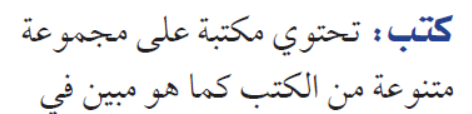 كتب: تحتوي مكتبة على مجموعة
متنوعة من الكتب كما هو مبين في